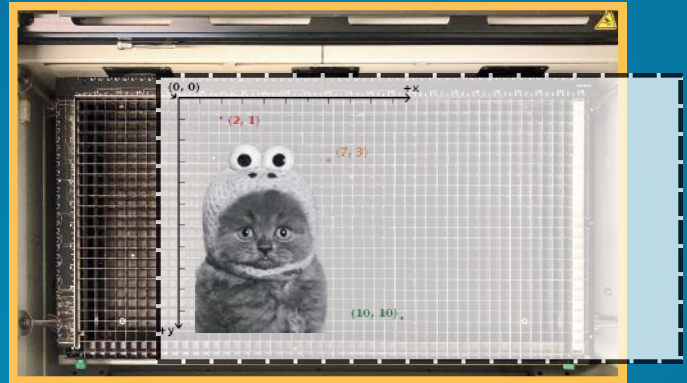 (0, 0)
+x
(2, 1)
(7, 3)
(10, 10)
+y